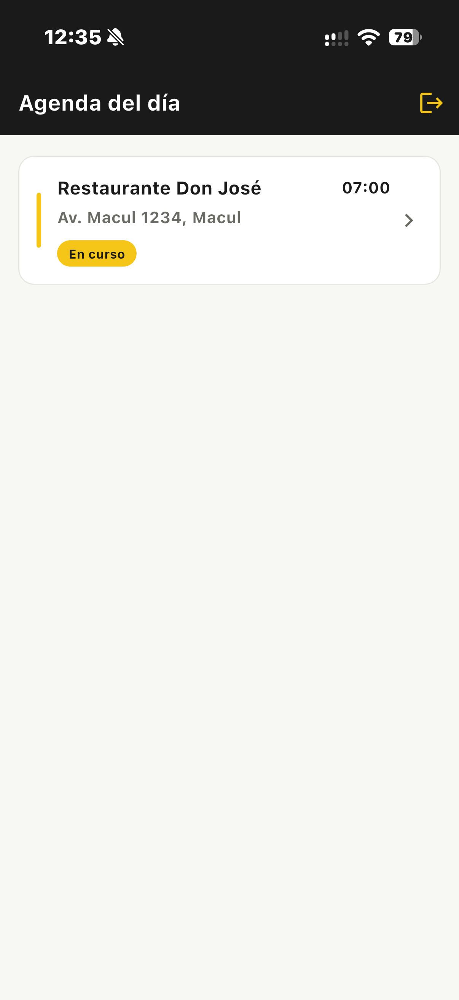 12:35
79
Agenda del día
Restaurante Don José 07:00
Av. Macul 1234, Macul
En curso